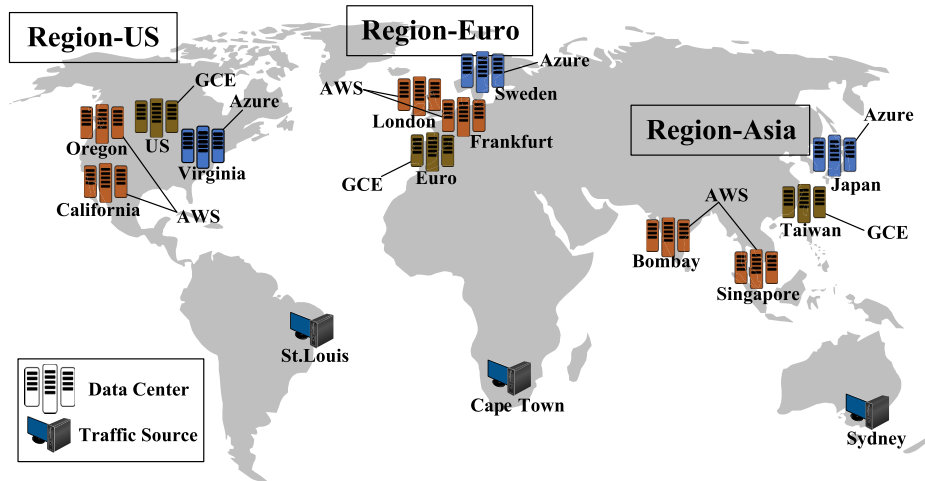 Region-US
Region-Euro
GCE
Azure
Oregon
US
Virginia
California
AWS
AWS
Azure
Sweden
London
Frankfurt
GCE
Euro
Region-Asia
Azure
Japan
AWS
Taiwan
GCE
Bombay
Singapore
St.Louis
Cape Town
Sydney
Data Center
Traffic Source